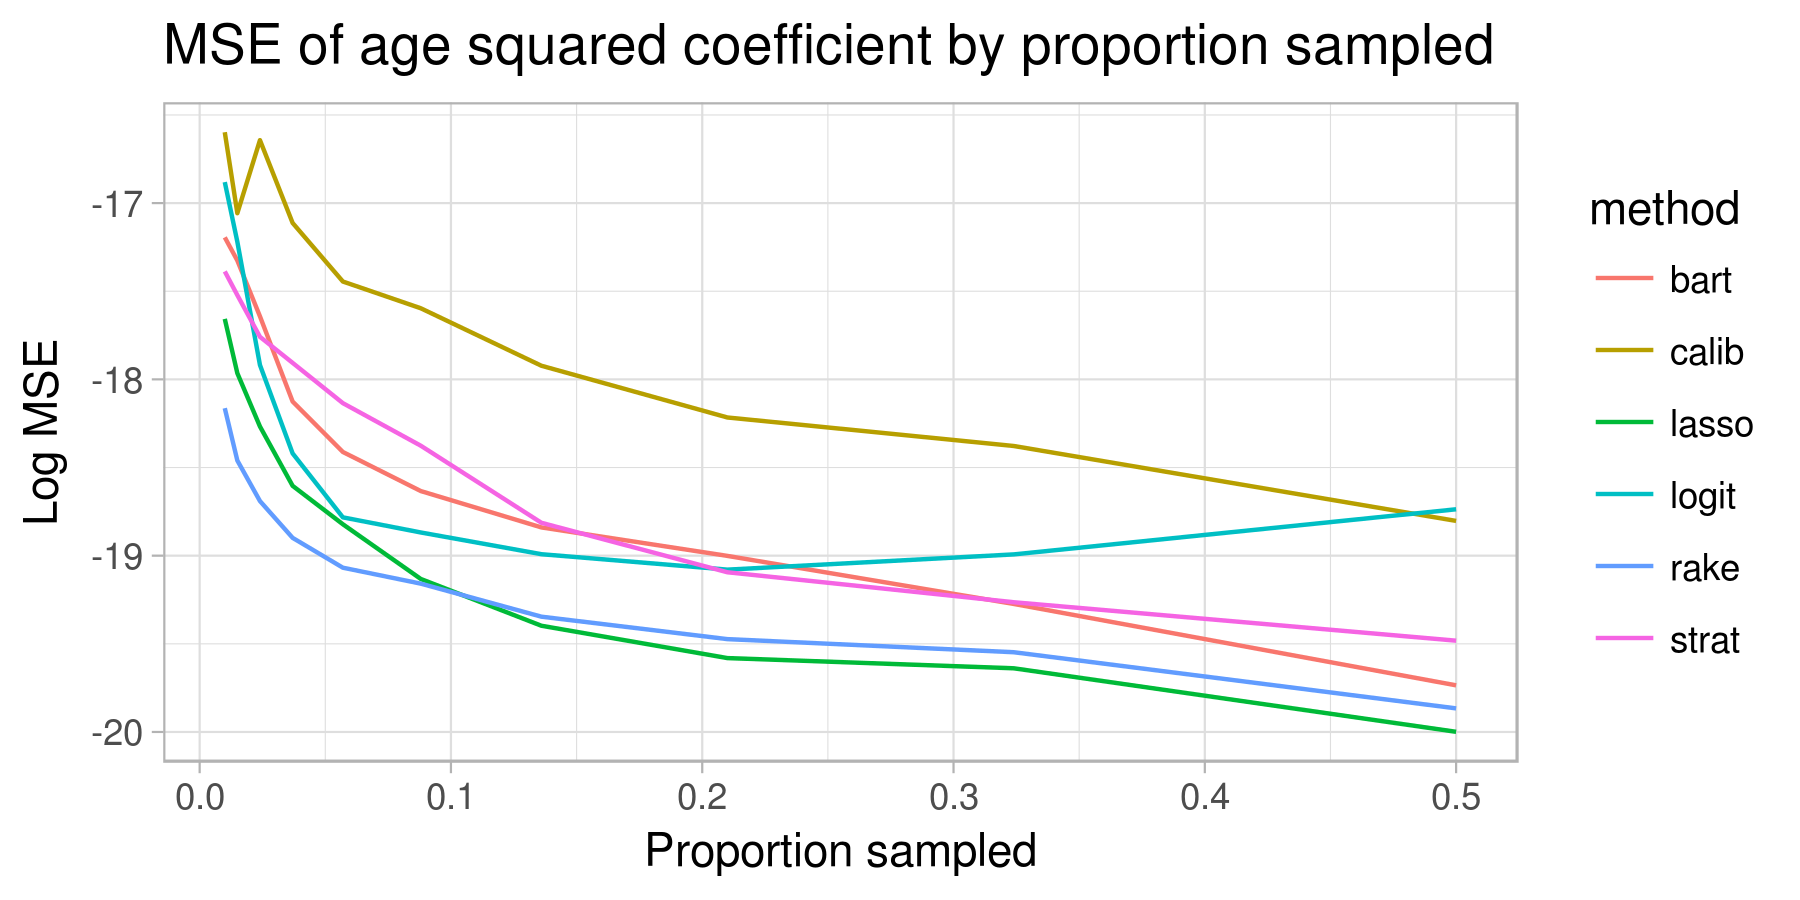 MSE of age squared coefficient by proportion sampled
Log MSE
-17
-18
-19
-20
0.0 0.1 0.2 0.3 0.4 0.5
Proportion sampled
method
bart
calib
lasso
logit
rake
strat